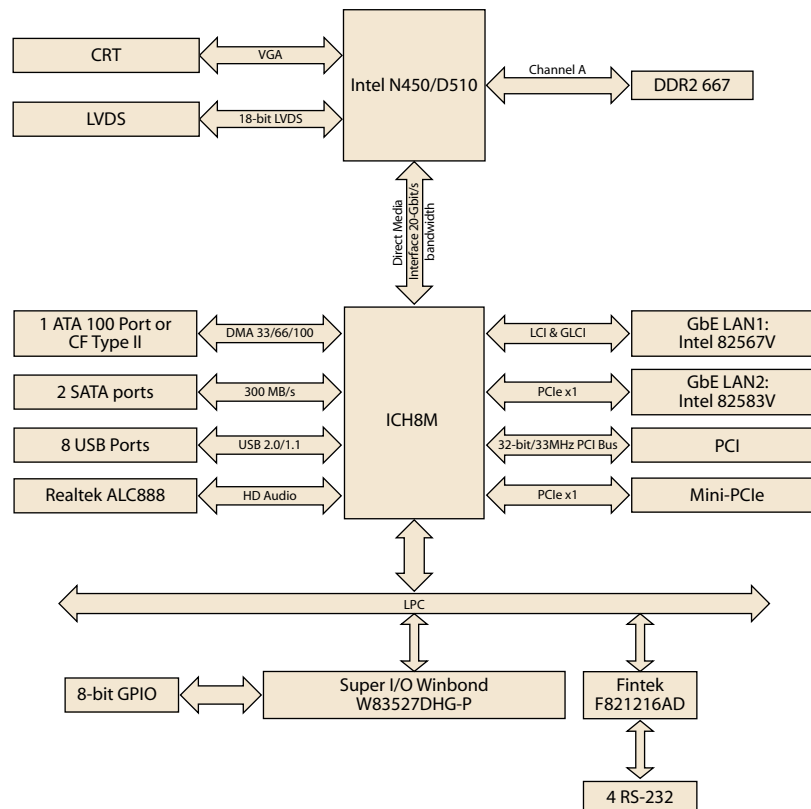 CRT
VGA
Intel N450/D510
Channel A
DDR2 667
LVDS
18-bit LVDS
Direct Media
Interface 20-Gbit/s
bandwidth
1 ATA 100 Port or
CF Type II
DMA 33/66/100
ICH8M
LCI & GLCI
GbE LAN1:
Intel 82567V
2 SATA ports
300 MB/s
PCIe x1
GbE LAN2:
Intel 82583V
8 USB Ports
USB 2.0/1.1
32-bit/33MHz PCI Bus
PCI
Realtek ALC888
HD Audio
PCIe x1
Mini-PCIe
LPC
8-bit GPIO
Super I/O Winbond
W83527DHG-P
Fintek
F821216AD
4 RS-232